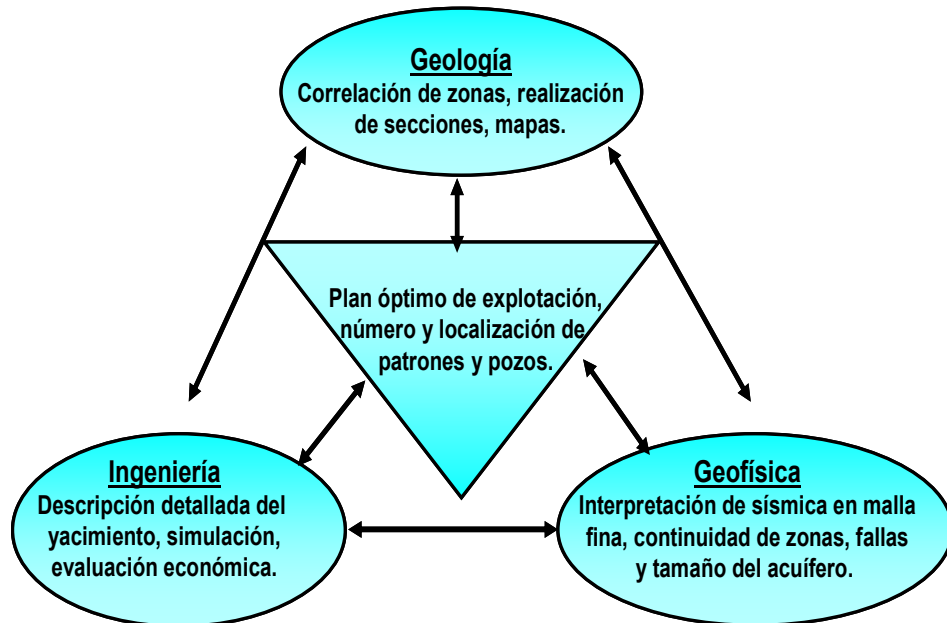 Geología
Correlación de zonas, realización
de secciones, mapas.
Plan óptimo de explotación,
número y localización de
patrones y pozos.
Ingeniería
Descripción detallada del
yacimiento, simulación,
evaluación económica.
Geofísica
Interpretación de sísmica en malla
fina, continuidad de zonas, fallas
y tamaño del acuífero.